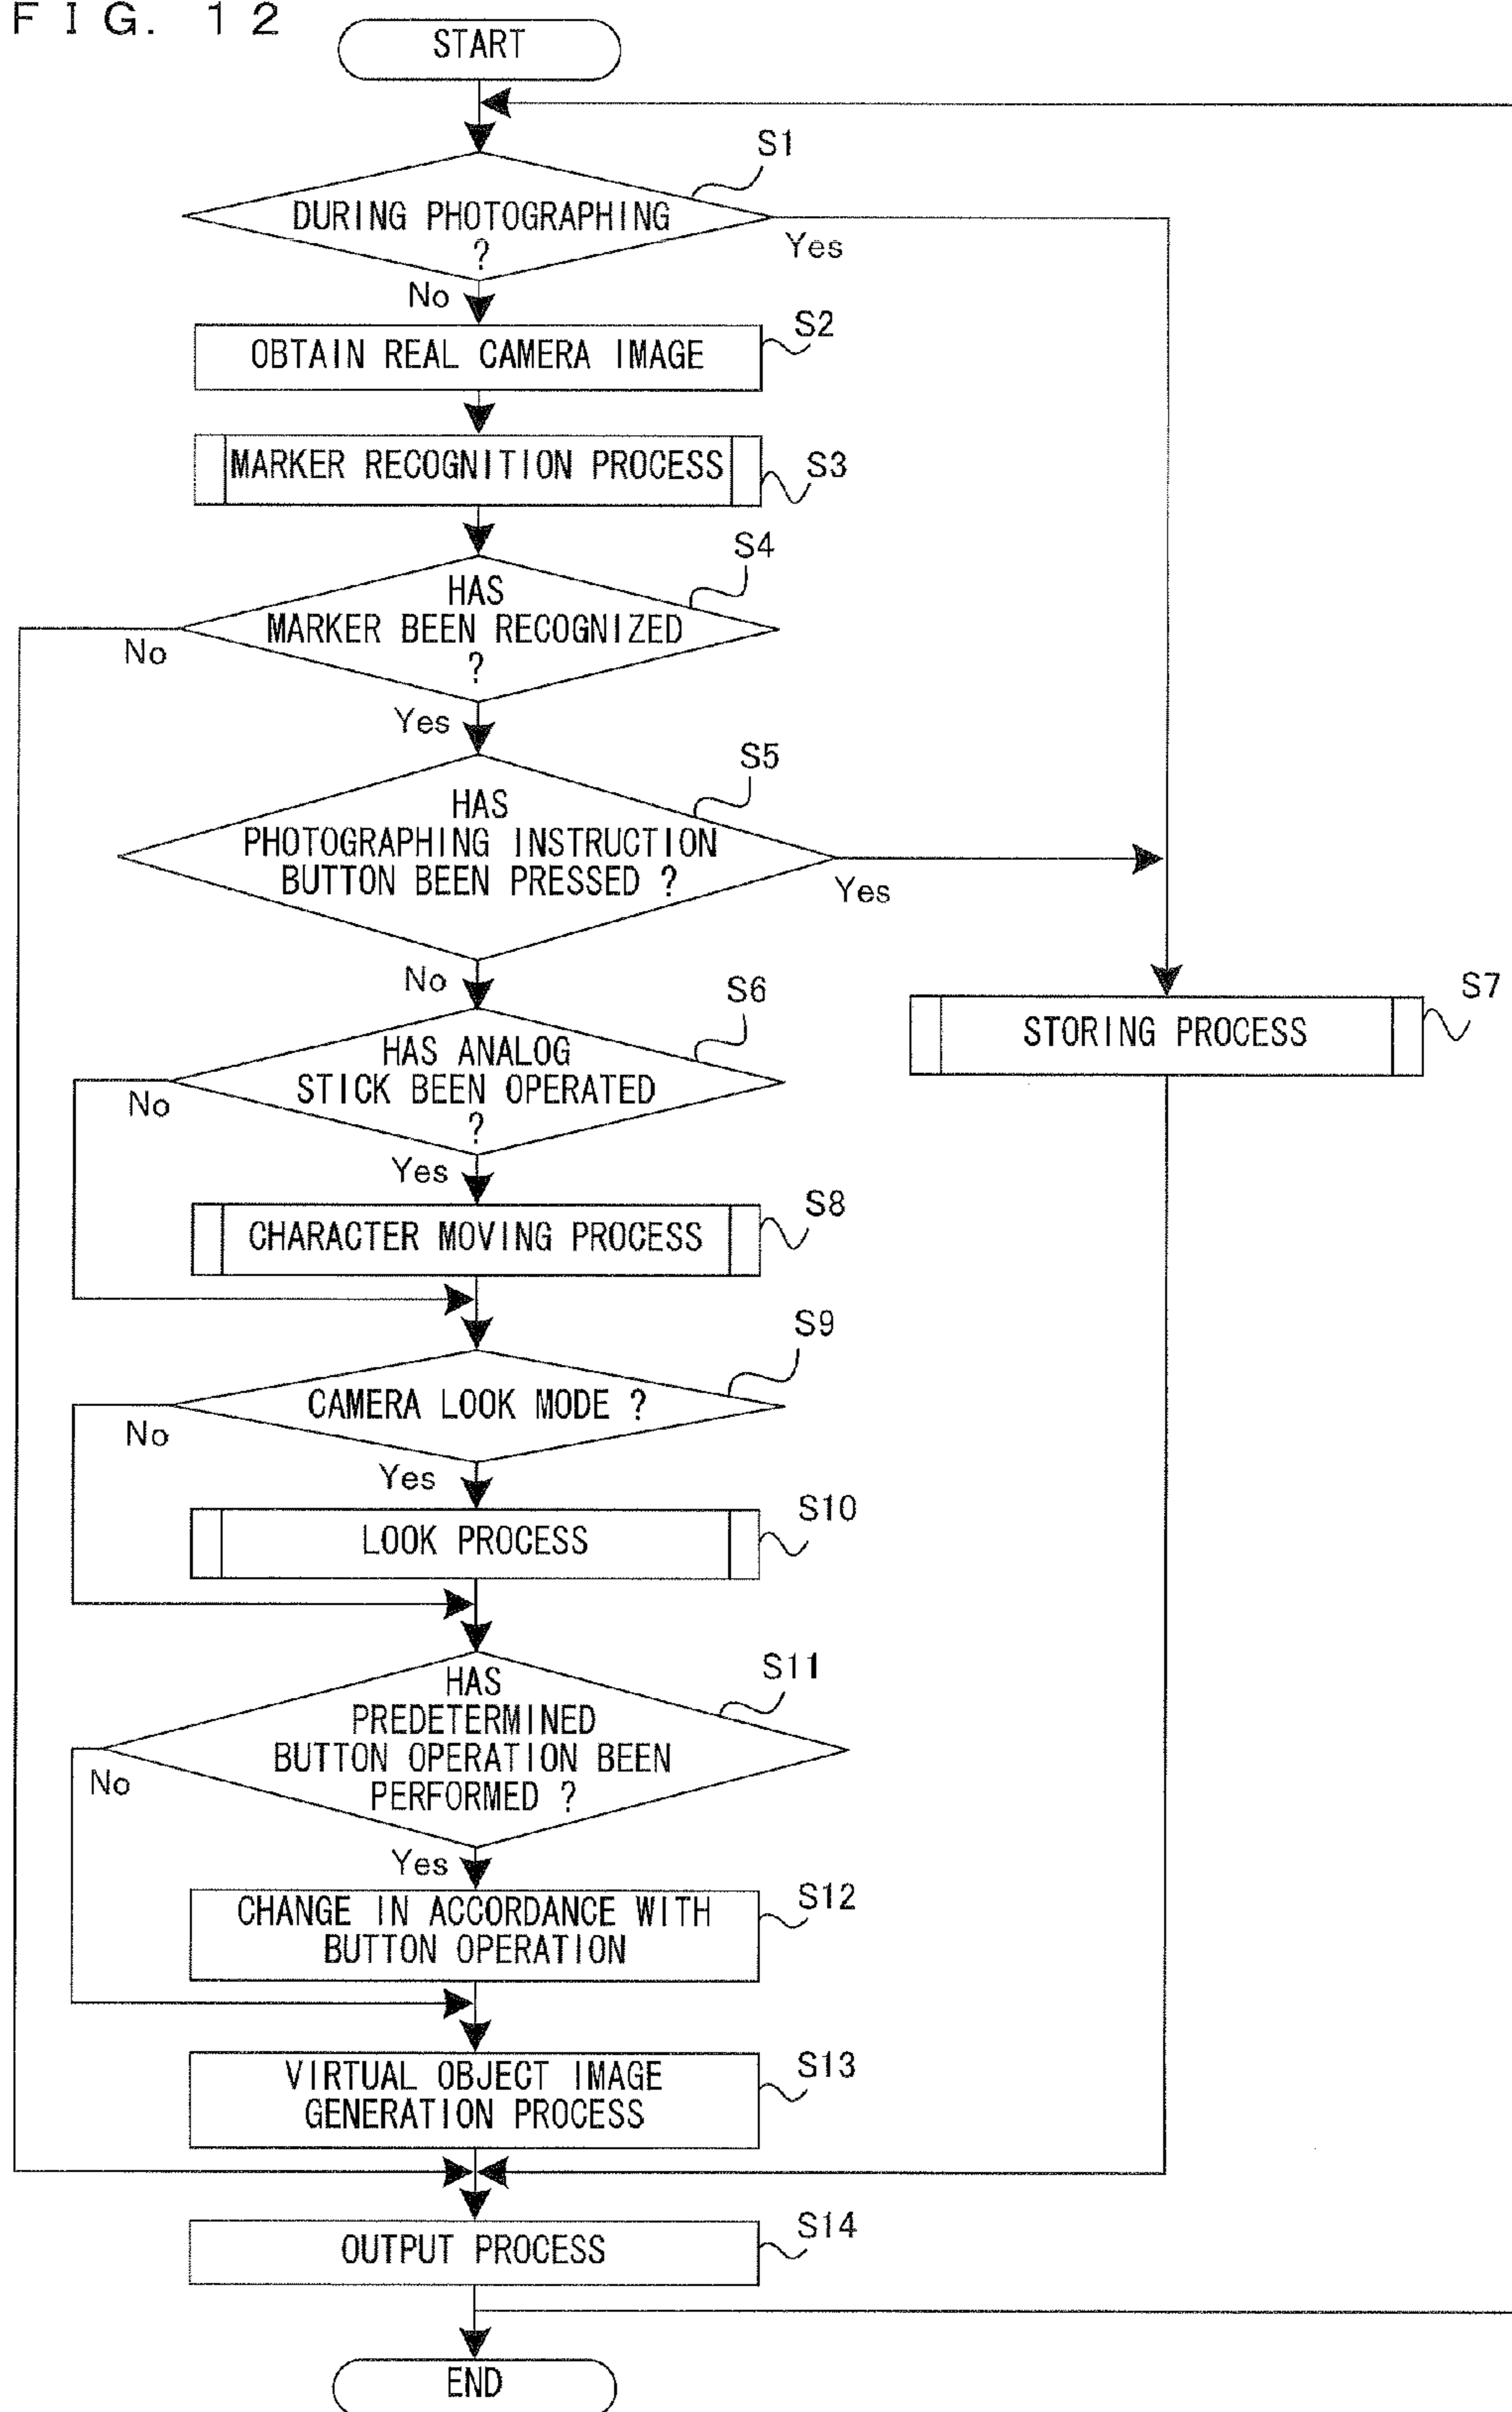 FIG. 12
START
S1
DURING PHOTOGRAPHING
?
Yes
No
S2
OBTAIN REAL CAMERA IMAGE
MARKER RECOGNITION PROCESS
S3
S4
HAS
MARKER BEEN RECOGNIZED
?
No
Yes
S5
HAS
PHOTOGRAPHING INSTRUCTION
BUTTON BEEN PRESSED ?
Yes
No
S6
HAS ANALOG
STICK BEEN OPERATED
?
No
Yes
S7
STORING PROCESS
S8
CHARACTER MOVING PROCESS
S9
CAMERA LOOK MODE ?
No
Yes
S10
LOOK PROCESS
S11
HAS
PREDETERMINED
BUTTON OPERATION BEEN
PERFORMED ?
No
Yes
S12
CHANGE IN ACCORDANCE WITH
BUTTON OPERATION
S13
VIRTUAL OBJECT IMAGE
GENERATION PROCESS
S14
OUTPUT PROCESS
END